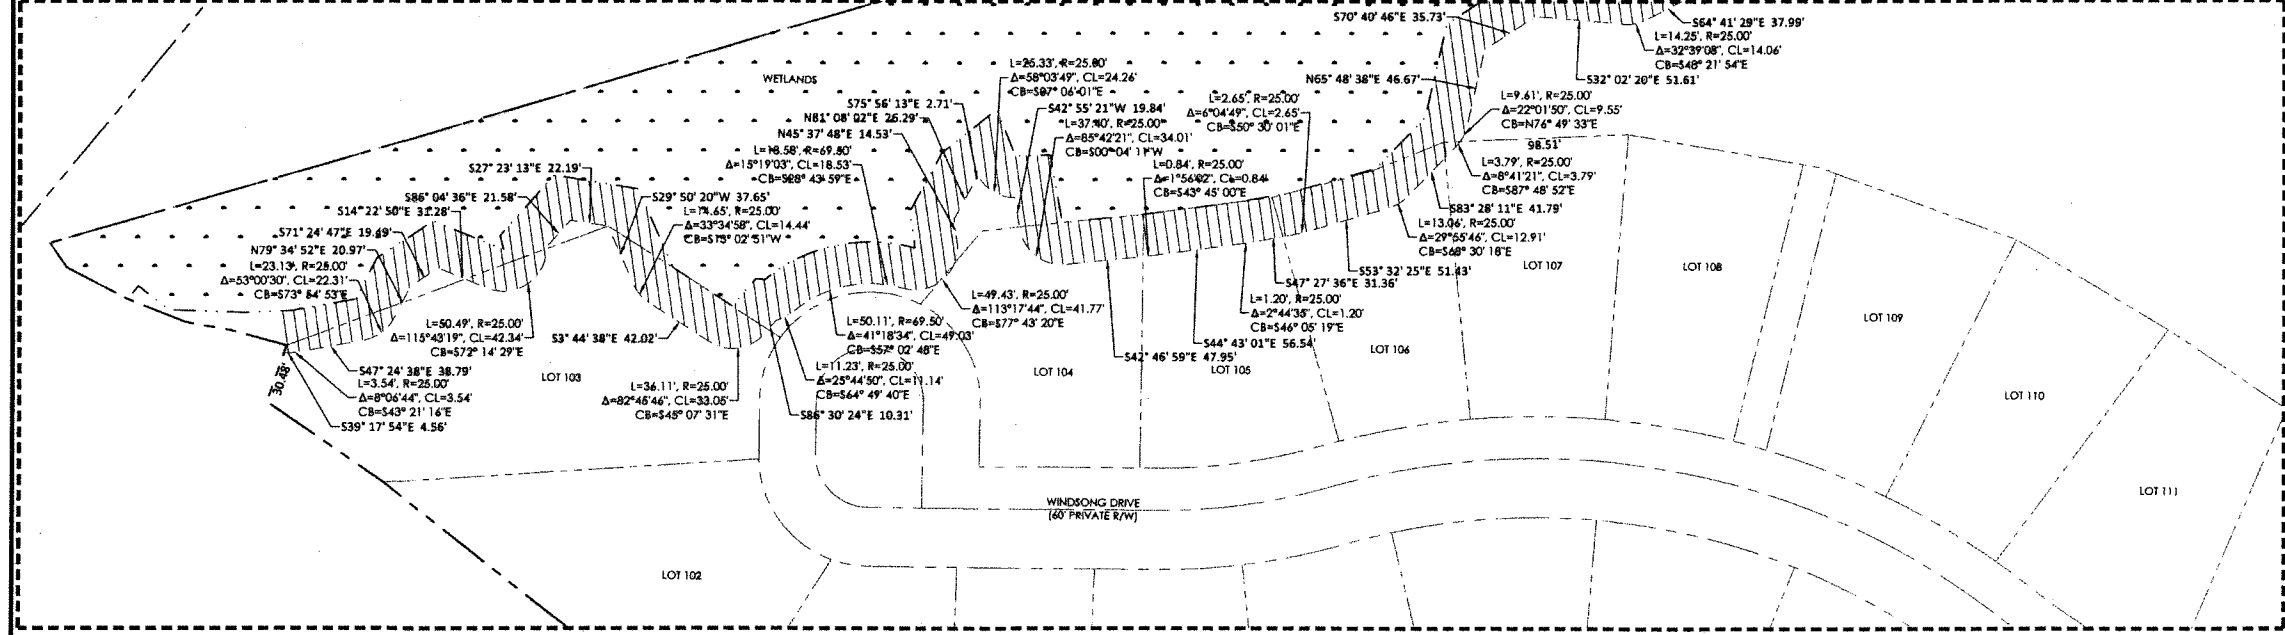 S70° 40' 46"E 35.73'
S64° 41' 29"E 37.99'
L=14.25', R=25.00'
Δ=32°39'08", CL=14.06'
CB=S48° 21' 54"E
S32° 02' 20"E 51.61'
N65° 48' 38"E 46.67'
L=9.61', R=25.00'
Δ=22°01'50", CL=9.55'
CB=N76° 49' 33"E
98.51'
L=3.79', R=25.00'
Δ=8°41'21", CL=3.79'
CB=S87° 48' 52"E
S83° 28' 11"E 41.79'
L=13.06', R=25.00'
Δ=29°55'46", CL=12.91'
CB=S68° 30' 18"E
WETLANDS
L=25.33', R=25.00'
Δ=58°03'49", CL=24.26'
CB=S07° 06' 01"E
S75° 56' 13"E 2.71'
N81° 08' 02"E 26.29'
N45° 37' 48"E 14.53'
S42° 55' 21"W 19.84'
L=37.40', R=25.00'
Δ=85°42'21", CL=34.01'
CB=S00° 04' 11"W
L=2.65', R=25.00'
Δ=6°04'49", CL=2.65'
CB=S50° 30' 01"E
L=0.84', R=25.00'
Δ=1°56'02", CL=0.84'
CB=S43° 45' 00"E
Δ=15°19'03", CL=18.53'
S27° 23' 13"E 22.19'
S86° 04' 36"E 21.58'
S14° 22' 50"E 31.28'
S71° 24' 47"E
N79° 34' 52"E 20.97'
L=23.13', R=25.00'
Δ=53°00'30", CL=22.31'
CB=S73° 54' 53"E
S29° 50' 20"W 37.65'
L=14.65', R=25.00'
Δ=33°34'58", CL=14.44'
CB=S13° 02' 51"W
L=50.49', R=25.00'
Δ=115°43'19", CL=42.34'
CB=S72° 14' 29"E
S3° 44' 38"E 42.02'
L=49.43', R=25.00'
Δ=113°17'44", CL=41.77'
CB=S77° 43' 20"E
L=50.11', R=69.50'
Δ=41°18'34", CL=49.03'
CB=S57° 02' 48"E
L=11.23', R=25.00'
Δ=25°44'50", CL=11.14'
CB=S64° 49' 40"E
S86° 30' 24"E 10.31'
L=36.11', R=25.00'
Δ=82°45'46", CL=33.05'
CB=S45° 07' 31"E
30.48'
S47° 24' 38"E 38.79'
L=3.54', R=25.00'
Δ=8°06'44", CL=3.54'
CB=S43° 21' 16"E
S39° 17' 54"E 4.56'
S53° 32' 25"E 51.43'
S47° 27' 36"E 31.36'
L=1.20', R=25.00'
Δ=2°44'35", CL=1.20'
CB=S46° 05' 19"E
S44° 43' 01"E 56.54'
S42° 46' 59"E 47.95'
LOT 103
LOT 104
LOT 105
LOT 106
LOT 107
LOT 108
LOT 109
LOT 110
LOT 111
LOT 102
WINDSONG DRIVE
(60' PRIVATE R/W)